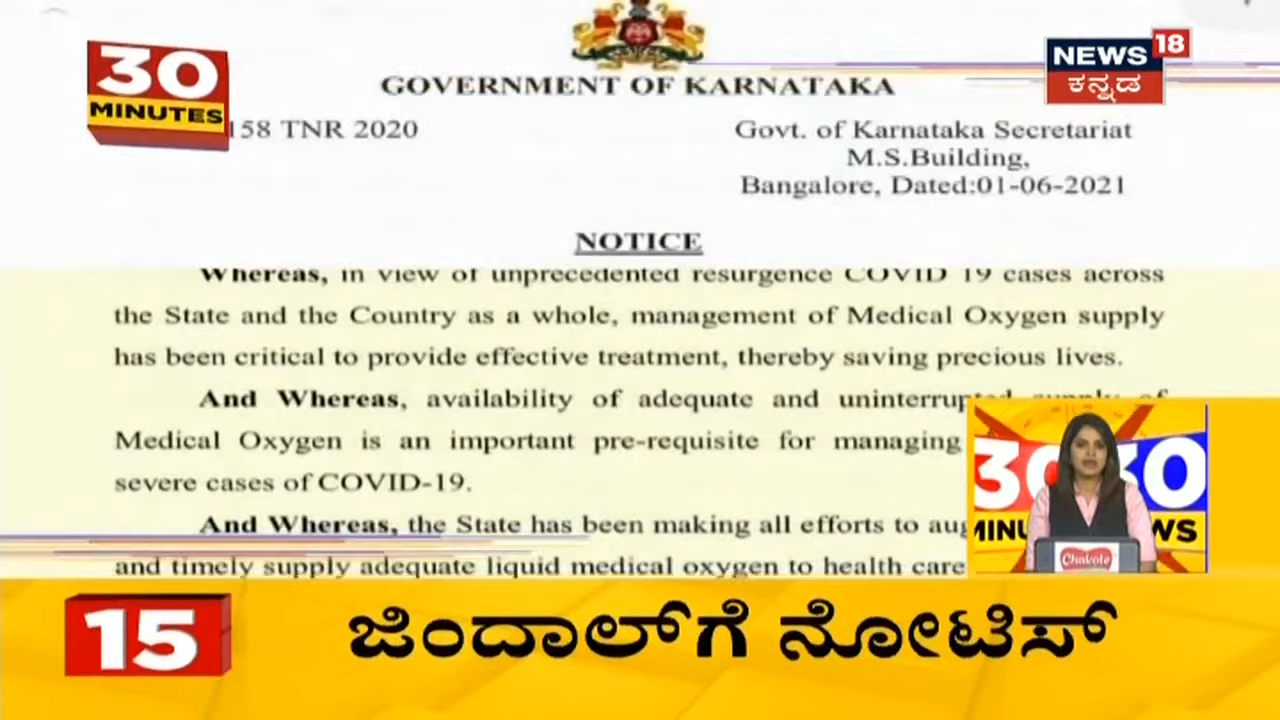 30
MINUTES
NEWS 18
ಕನ್ನಡ
GOVERNMENT OF KARNATAKA
158 TNR 2020
Govt. of Karnataka Secretariat
M.S.Building,
Bangalore, Dated:01-06-2021
NOTICE
Whereas, in view of unprecedented resurgence COVID 19 cases across
the State and the Country as a whole, management of Medical Oxygen supply
has been critical to provide effective treatment, thereby saving precious lives.
And Whereas, availability of adequate and uninterrupted supply of
Medical Oxygen is an important pre-requisite for managing
severe cases of COVID-19.
And Whereas, the State has been making all efforts to
and timely supply adequate liquid medical oxygen to health care
30 30
Chakote
15
ಜಿಂದಾಲ್‌ಗೆ ನೋಟಿಸ್